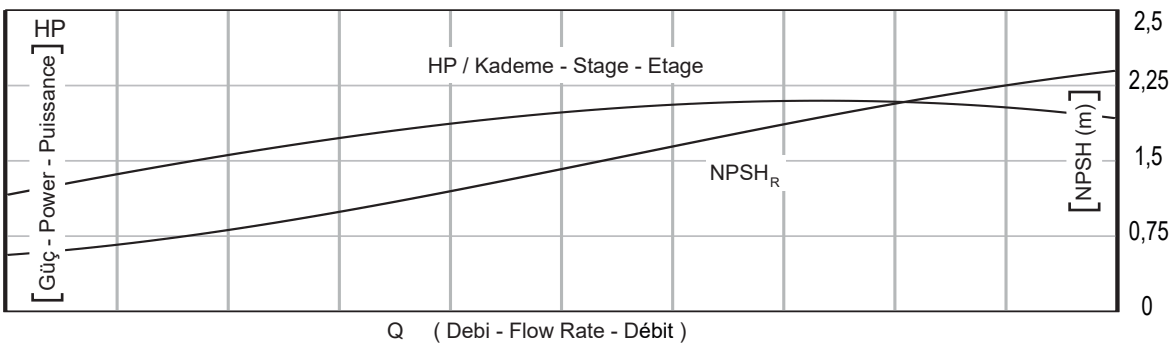 HP
[Güç - Power - Puissance]
HP / Kademe - Stage - Etage
NPSHR
[NPSH (m)]
2,5
2,25
1,5
0,75
0
Q ( Debi - Flow Rate - Débit )